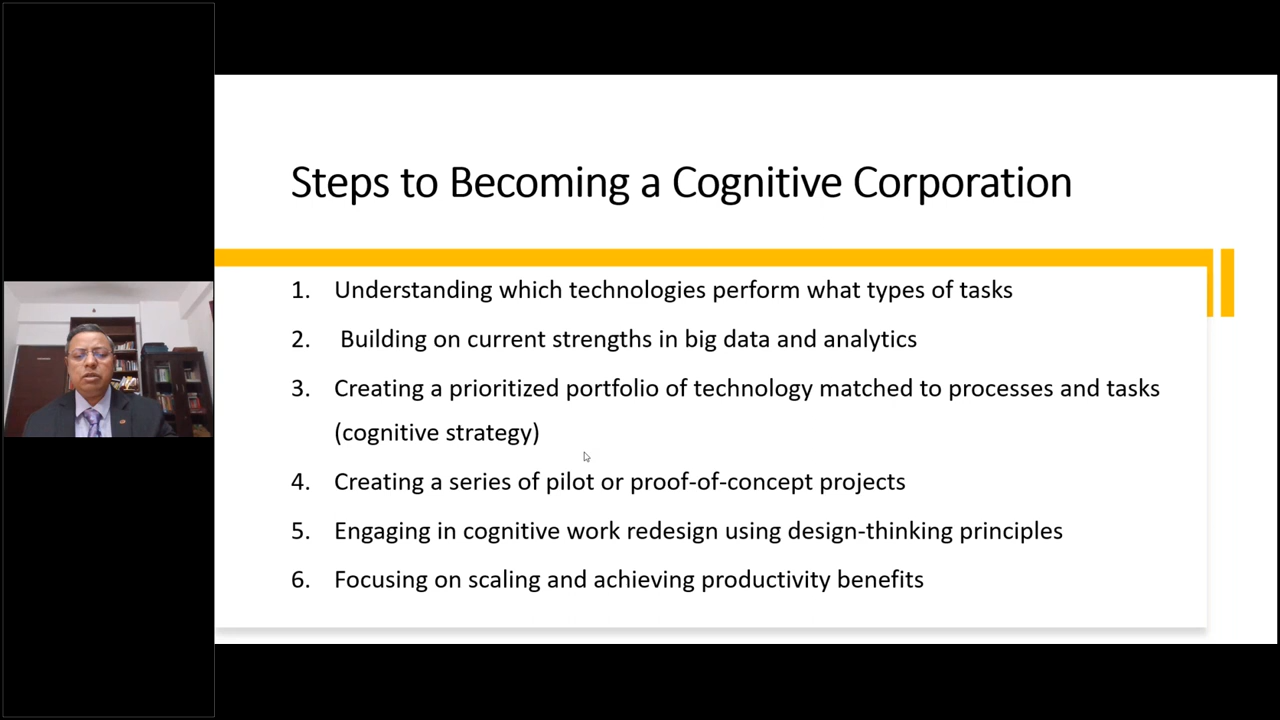 Steps to Becoming a Cognitive Corporation
1. Understanding which technologies perform what types of tasks
2. Building on current strengths in big data and analytics
3. Creating a prioritized portfolio of technology matched to processes and tasks
(cognitive strategy)
4. Creating a series of pilot or proof-of-concept projects
5. Engaging in cognitive work redesign using design-thinking principles
6. Focusing on scaling and achieving productivity benefits